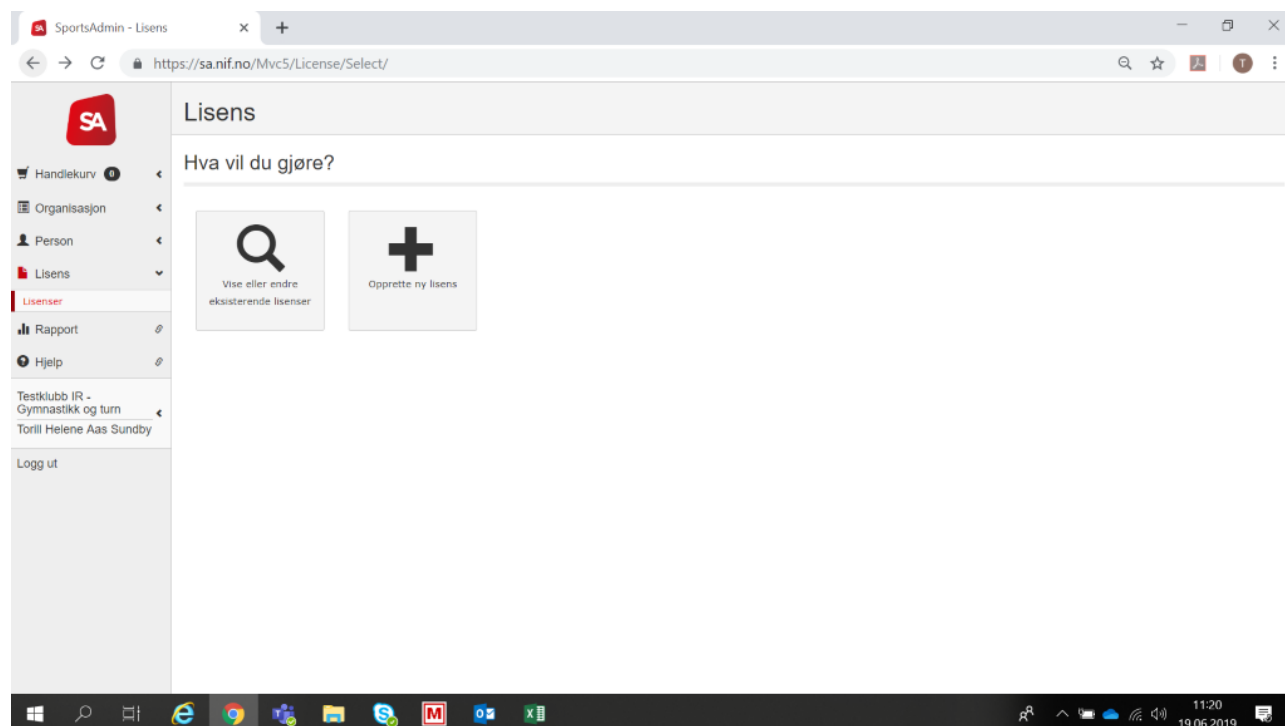 SportsAdmin - Lisens
https://sa.nif.no/Mvc5/License/Select/
T
SA
Lisens
Hva vil du gjøre?
Handlekurv 0
Organisasjon
Person
Lisens
Lisenser
Rapport
Hjelp
Testklubb IR -
Gymnastikk og turn
Torill Helene Aas Sundby
Logg ut
Vise eller endre
eksisterende lisenser
Opprette ny lisens
11:20
19.06.2019